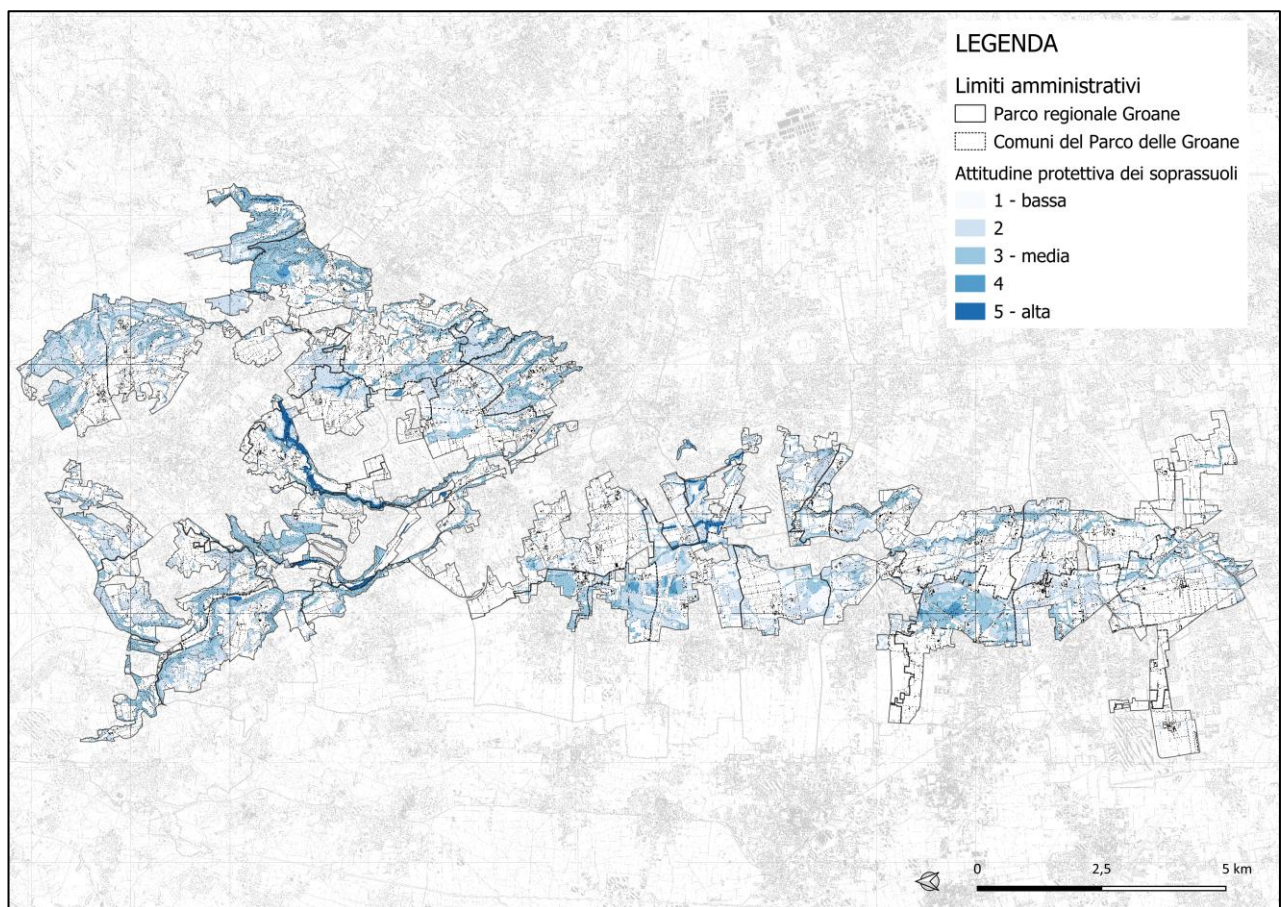 LEGENDA
Limiti amministrativi
Parco regionale Groane
Comuni del Parco delle Groane
Attitudine protettiva dei soprassuoli
1 - bassa
2
3 - media
4
5 - alta
0 2,5 5 km